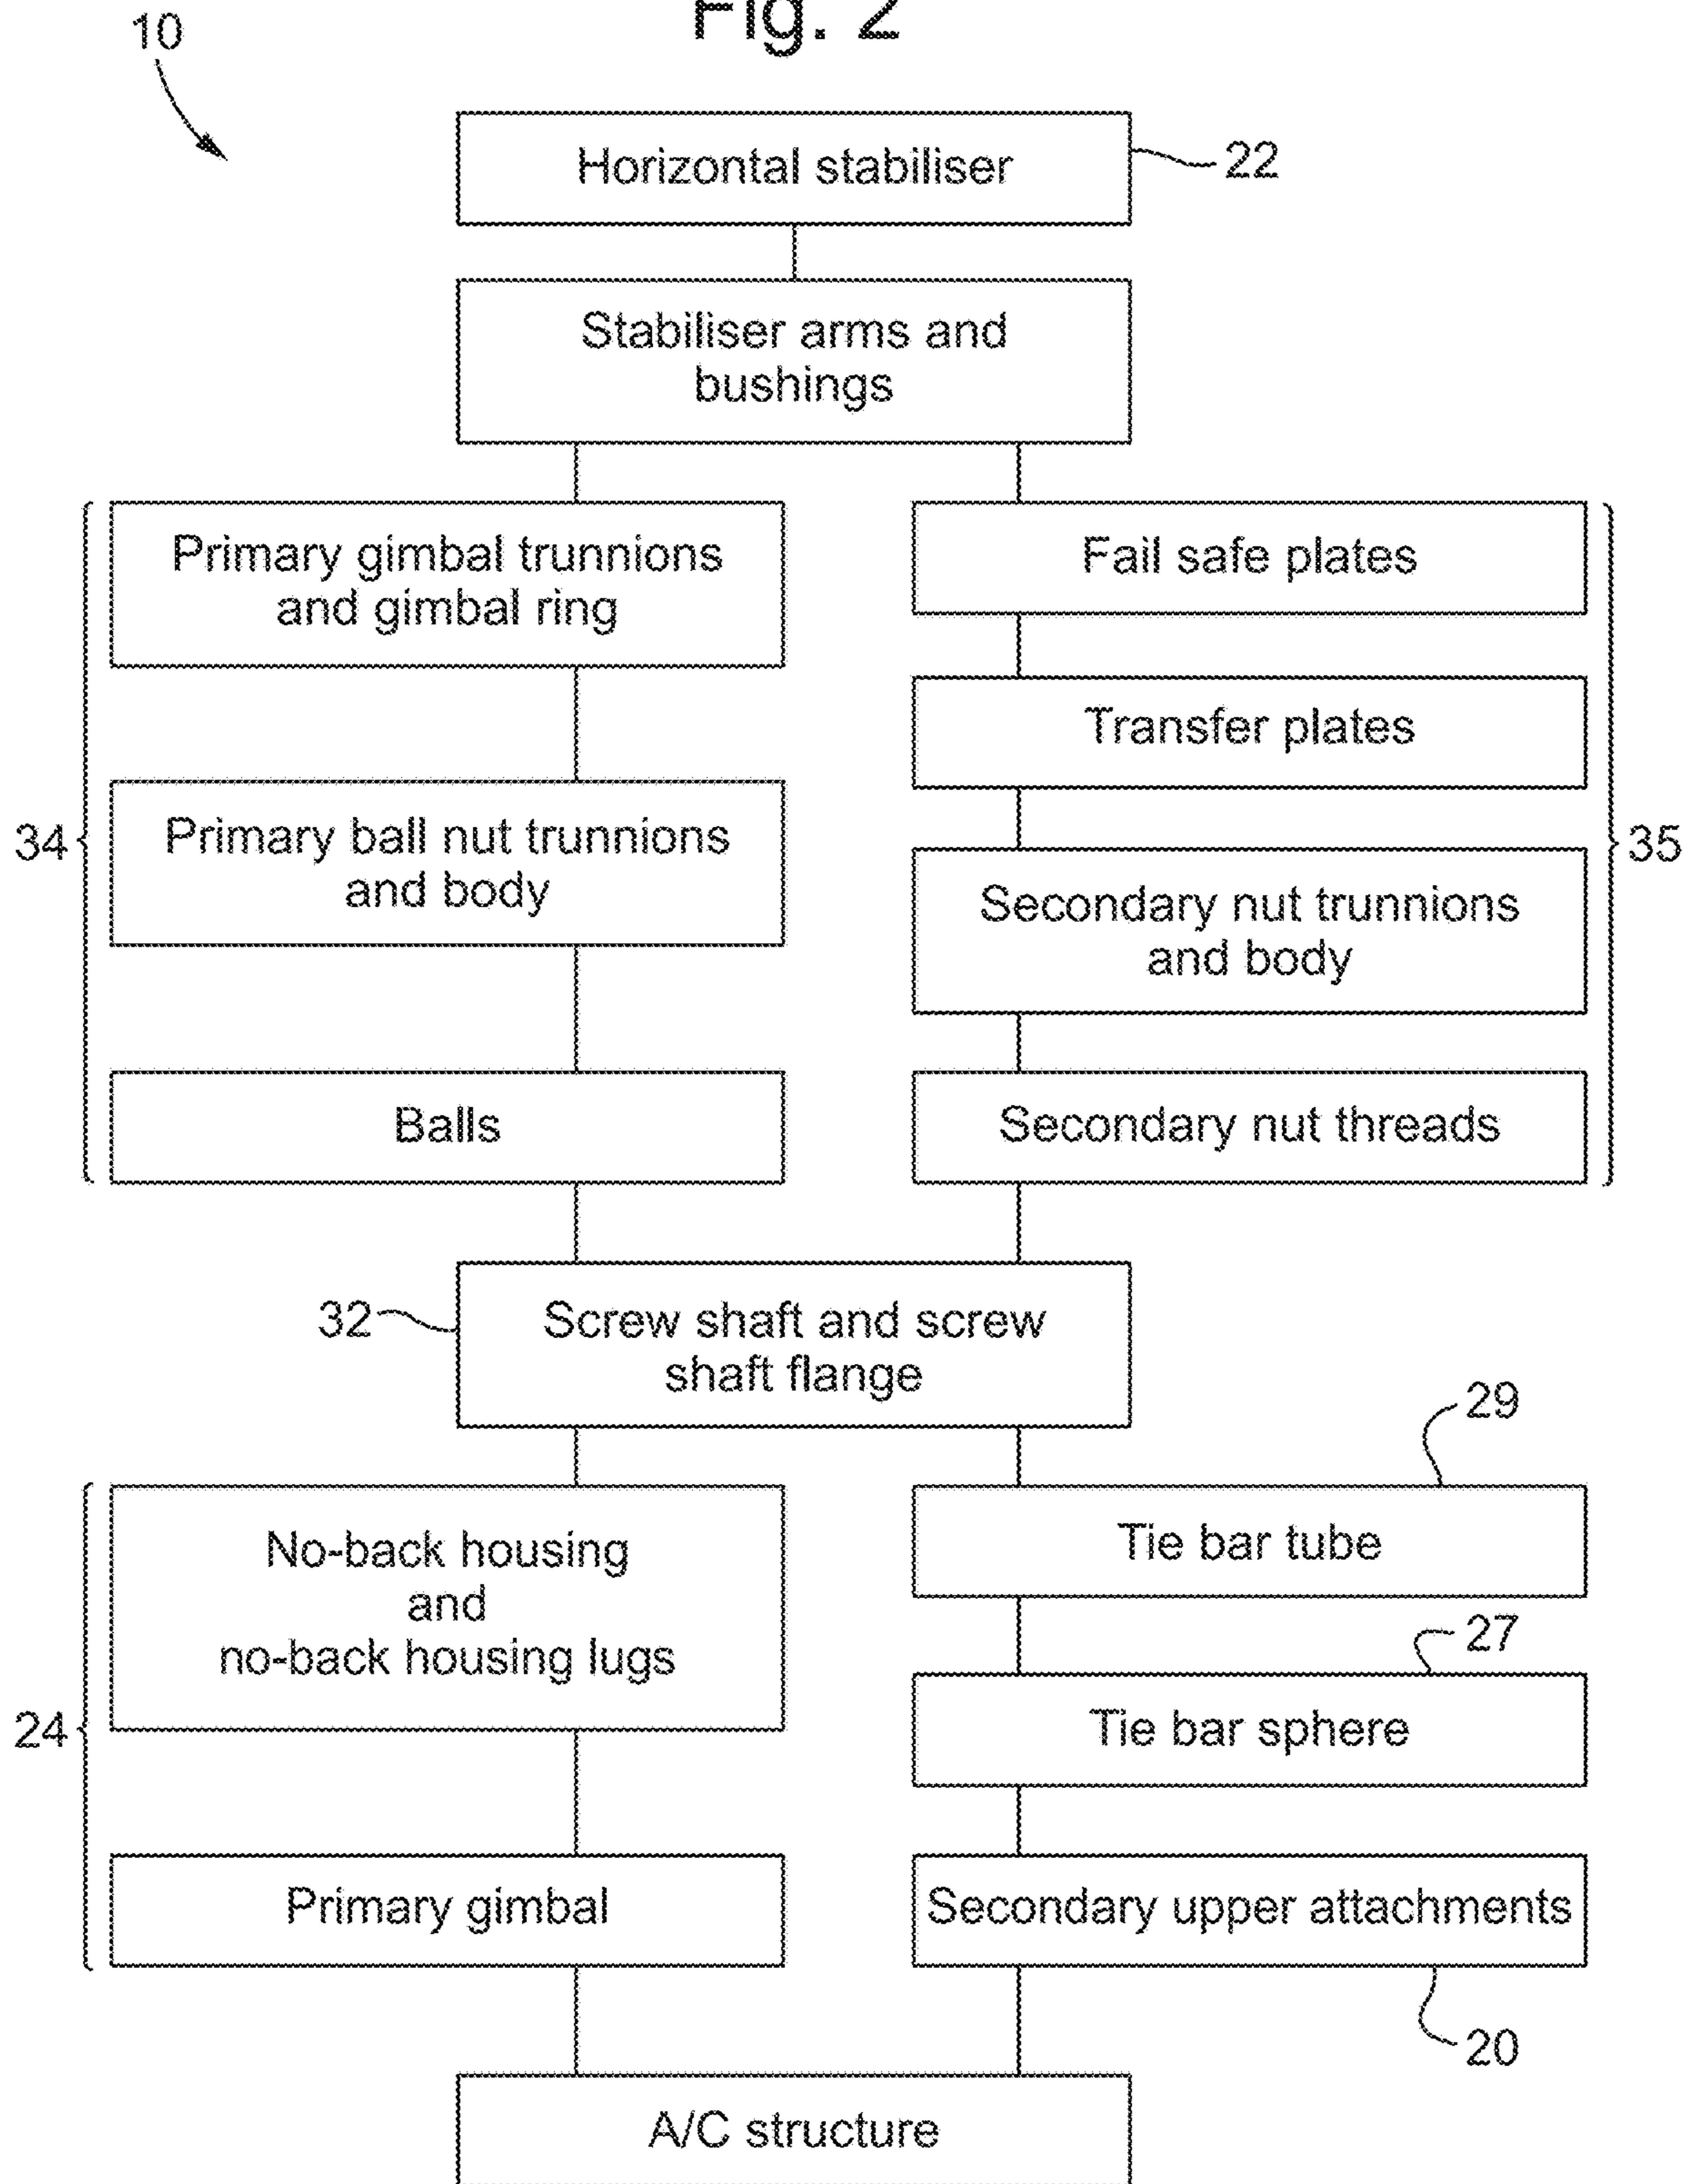 Fig. 2
10
Horizontal stabiliser
22
Stabiliser arms and
bushings
Primary gimbal trunnions
and gimbal ring
Fail safe plates
Transfer plates
34
Primary ball nut trunnions
and body
35
Secondary nut trunnions
and body
Balls
Secondary nut threads
32
Screw shaft and screw
shaft flange
29
No-back housing
and
no-back housing lugs
Tie bar tube
27
24
Tie bar sphere
Primary gimbal
Secondary upper attachments
20
A/C structure